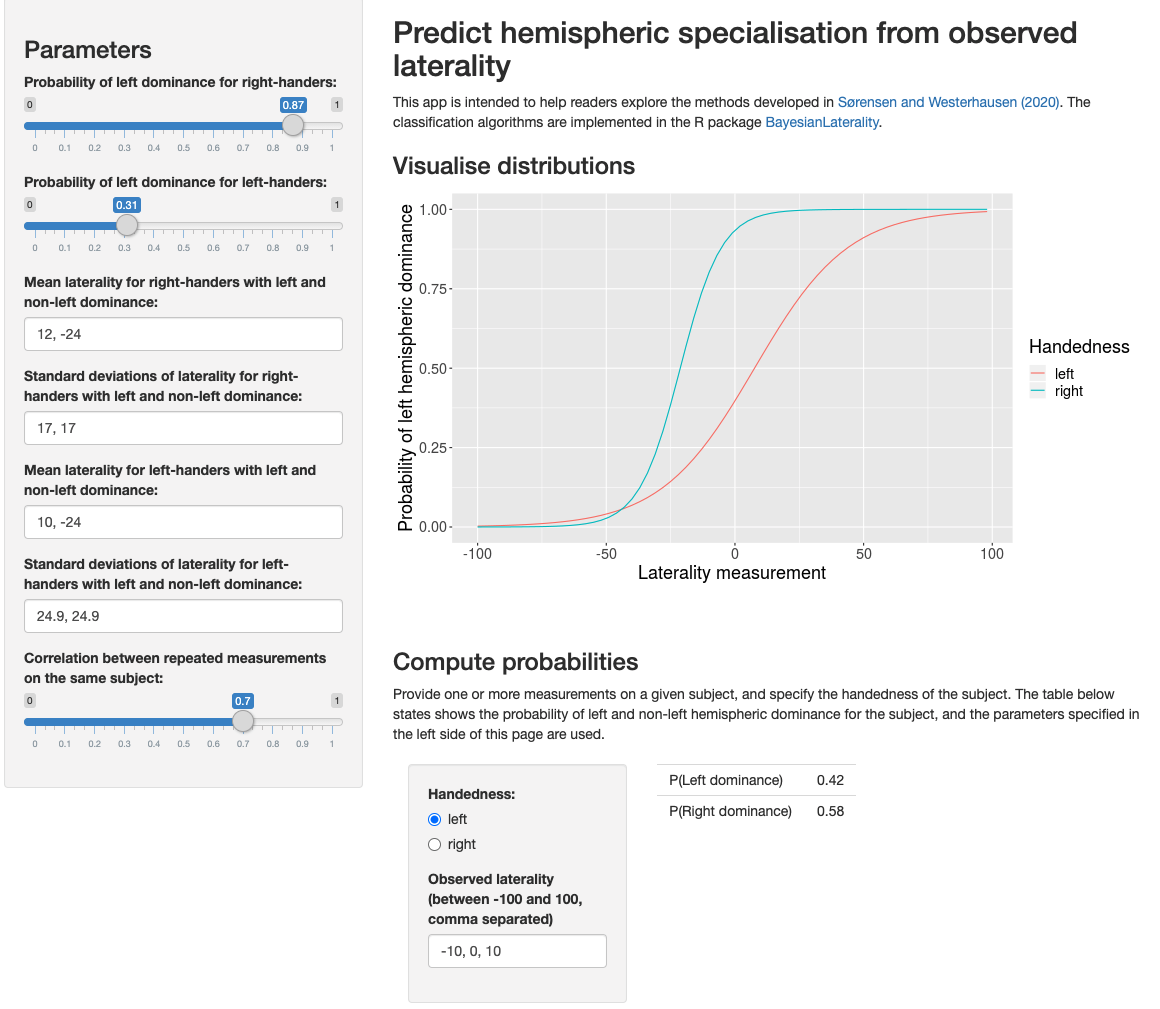 Parameters
Probability of left dominance for right-handers:
0 0.87 1
0 0.1 0.2 0.3 0.4 0.5 0.6 0.7 0.8 0.9 1
Probability of left dominance for left-handers:
0 0.31 1
0 0.1 0.2 0.3 0.4 0.5 0.6 0.7 0.8 0.9 1
Mean laterality for right-handers with left and
non-left dominance:
12, -24
Standard deviations of laterality for right-
handers with left and non-left dominance:
17, 17
Mean laterality for left-handers with left and
non-left dominance:
10, -24
Standard deviations of laterality for left-
handers with left and non-left dominance:
24.9, 24.9
Correlation between repeated measurements
on the same subject:
0 0.7 1
0 0.1 0.2 0.3 0.4 0.5 0.6 0.7 0.8 0.9 1
Predict hemispheric specialisation from observed
laterality
This app is intended to help readers explore the methods developed in Sørensen and Westerhausen (2020). The
classification algorithms are implemented in the R package BayesianLaterality.
Visualise distributions
Probability of left hemispheric dominance
1.00
0.75
0.50
0.25
0.00
-100 -50 0 50 100
Laterality measurement
Handedness
left
right
Compute probabilities
Provide one or more measurements on a given subject, and specify the handedness of the subject. The table below
states shows the probability of left and non-left hemispheric dominance for the subject, and the parameters specified in
the left side of this page are used.
Handedness:
left
right
Observed laterality
(between -100 and 100,
comma separated)
-10, 0, 10
P(Left dominance) 0.42
P(Right dominance) 0.58